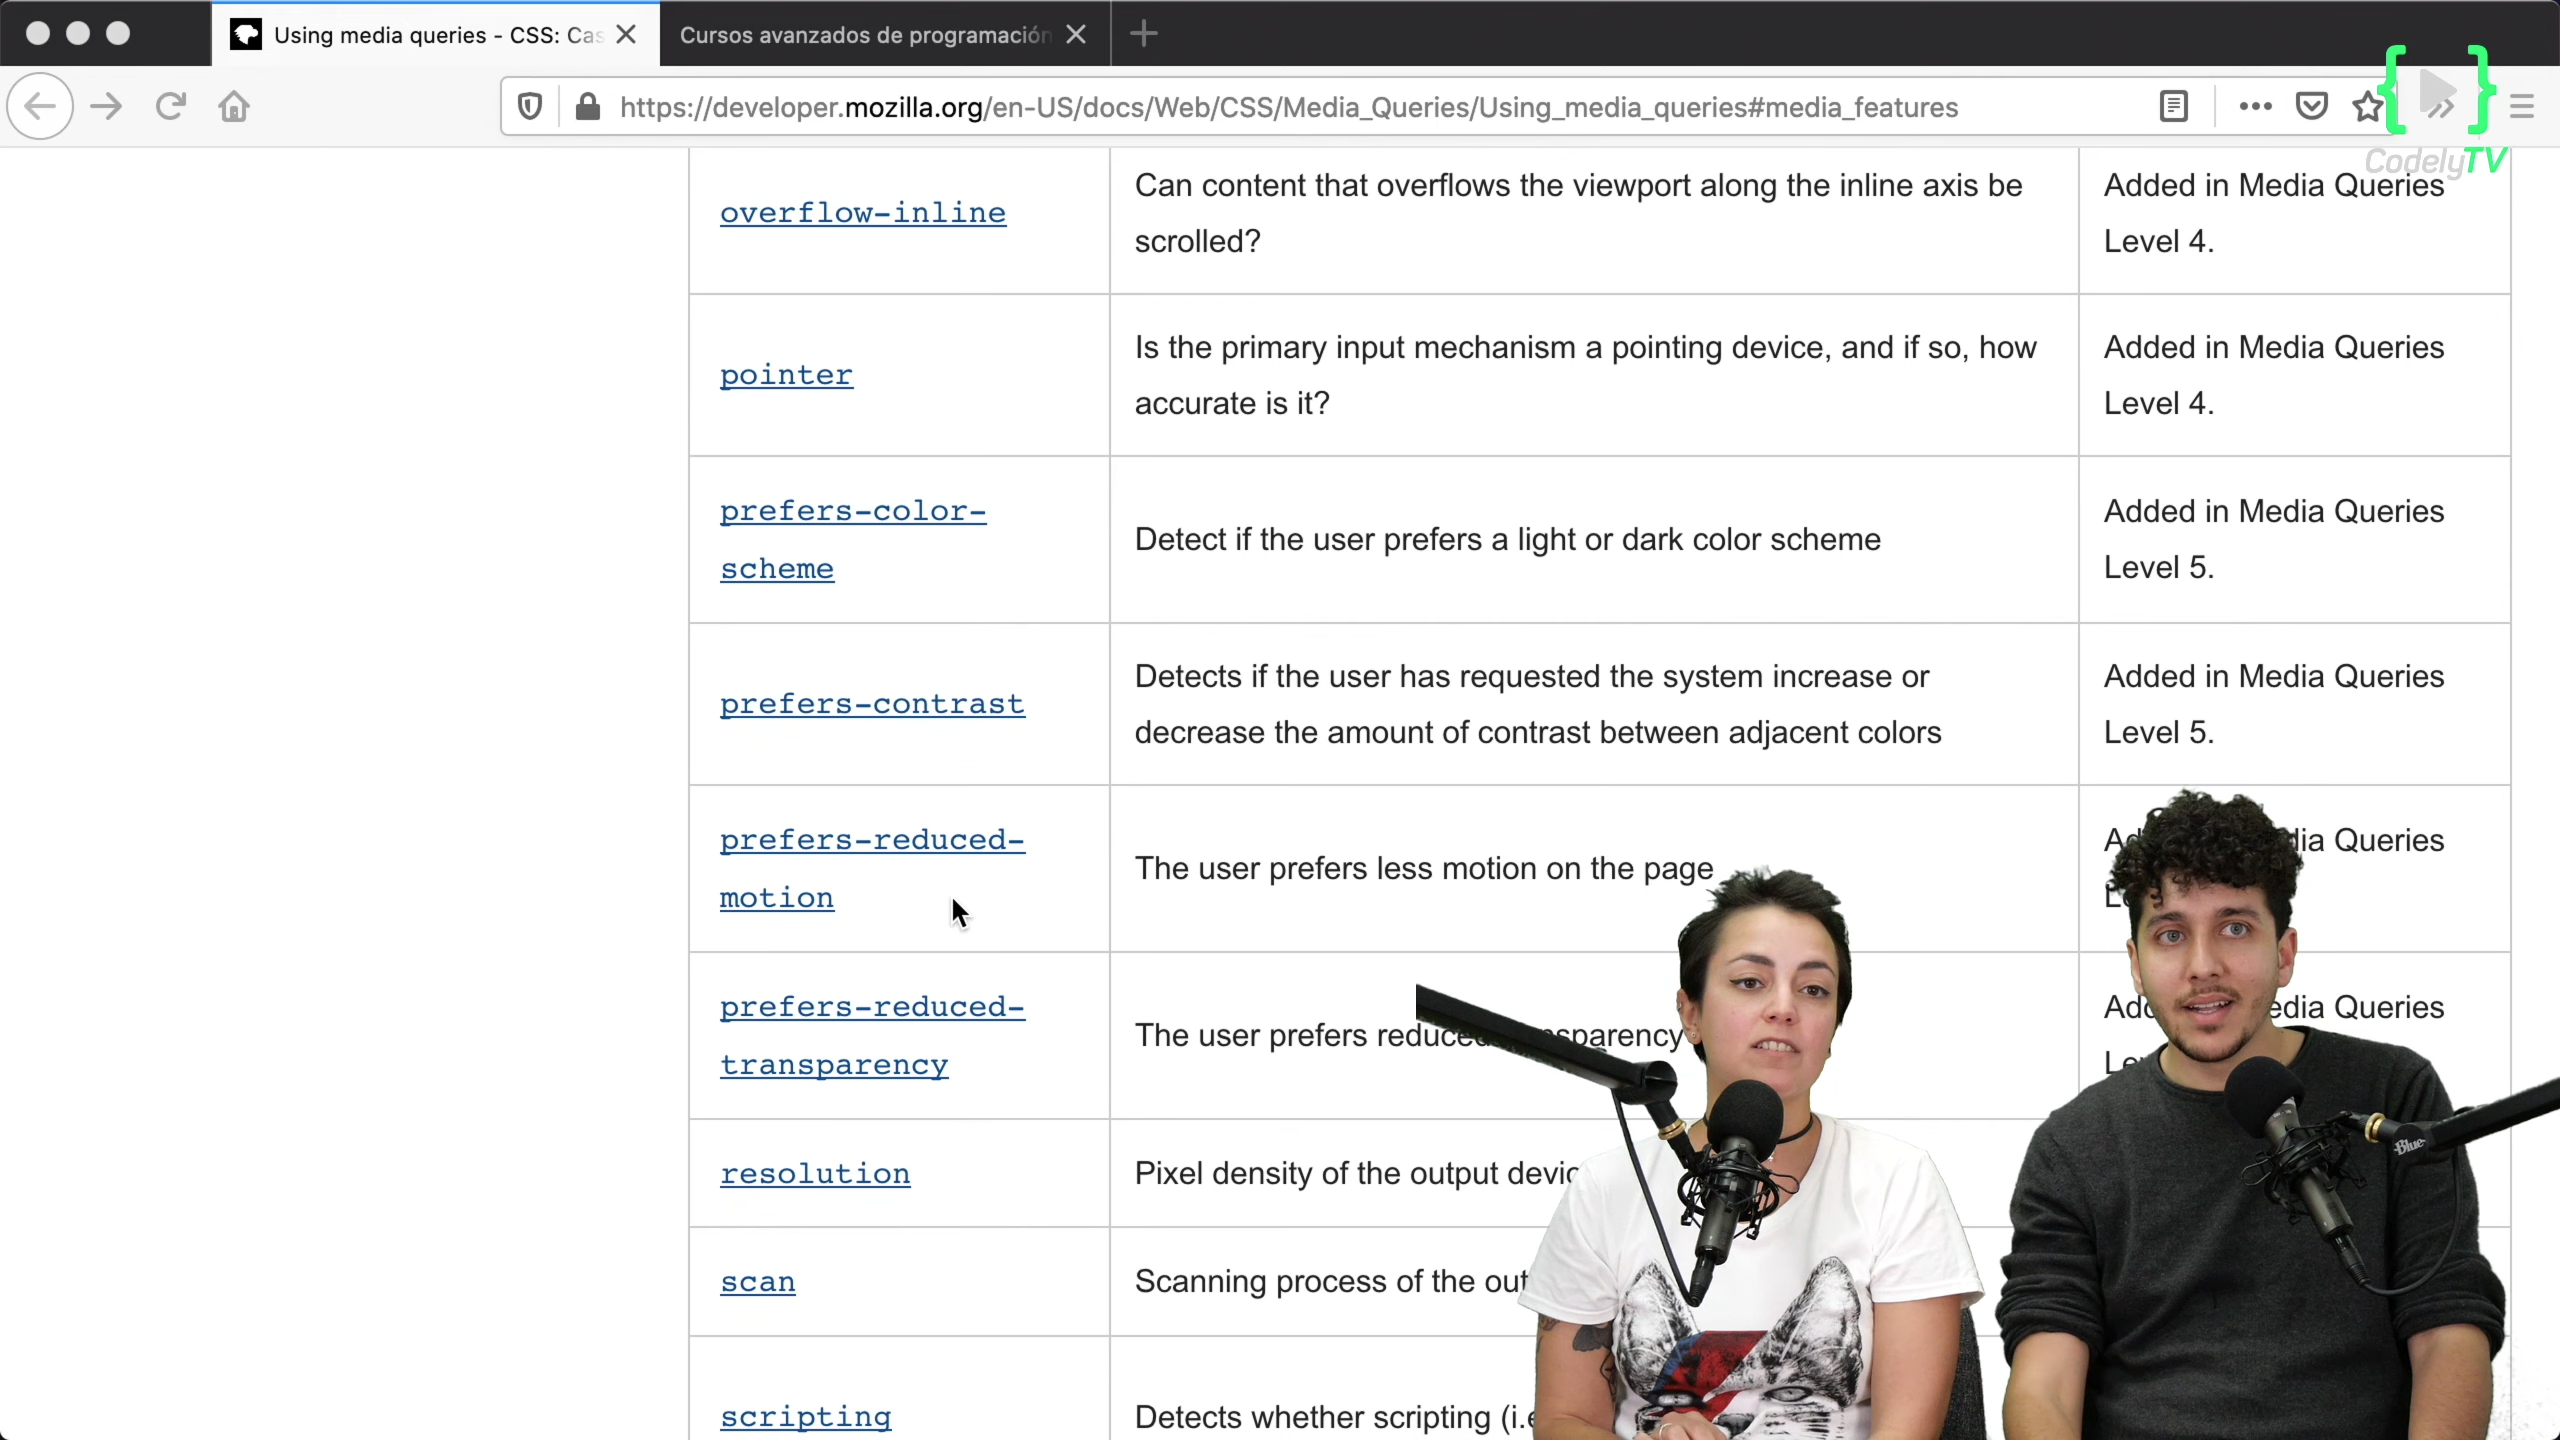 Using media queries - CSS: Cas
Cursos avanzados de programación
https://developer.mozilla.org/en-US/docs/Web/CSS/Media_Queries/Using_media_queries#media_features
CodelyTV
overflow-inline
Can content that overflows the viewport along the inline axis be
scrolled?
Added in Media Queries
Level 4.
pointer
Is the primary input mechanism a pointing device, and if so, how
accurate is it?
Added in Media Queries
Level 4.
prefers-color-
scheme
Detect if the user prefers a light or dark color scheme
Added in Media Queries
Level 5.
prefers-contrast
Detects if the user has requested the system increase or
decrease the amount of contrast between adjacent colors
Added in Media Queries
Level 5.
prefers-reduced-
motion
The user prefers less motion on the page
Queries
prefers-reduced-
transparency
The user prefers
Queries
resolution
Pixel density of the output
scan
Scanning process of the
scripting
Detects whether scripting
Blue